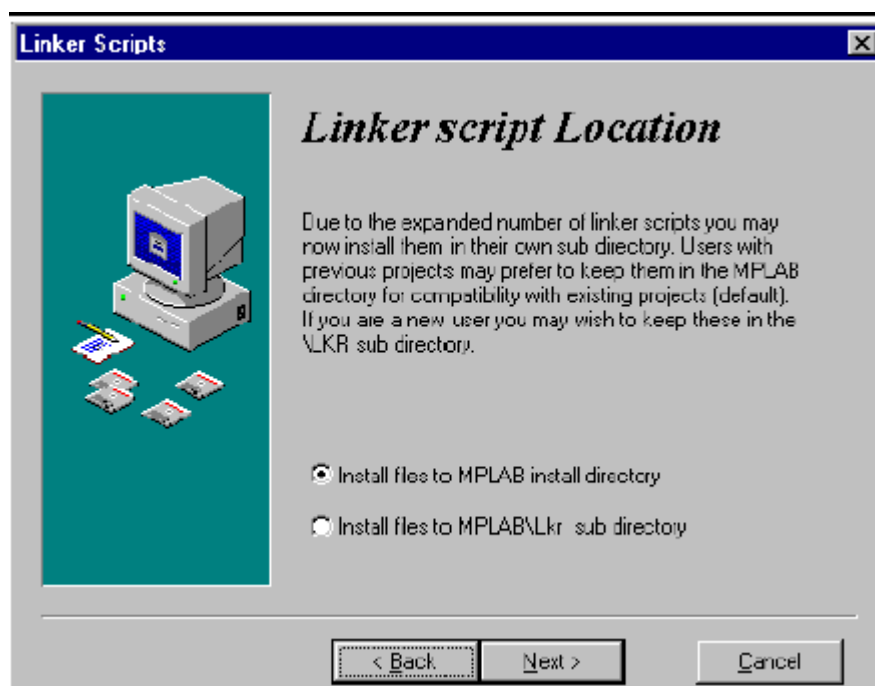 Linker Scripts
Linker script Location
Due to the expanded number of linker scripts you may
now install them in their own sub directory. Users with
previous projects may prefer to keep them in the MPLAB
directory for compatibility with existing projects (default).
If you are a new user you may wish to keep these in the
\LKR sub directory.
Install files to MPLAB install directory
Install files to MPLAB\Lkr sub directory
< Back
Next >
Cancel